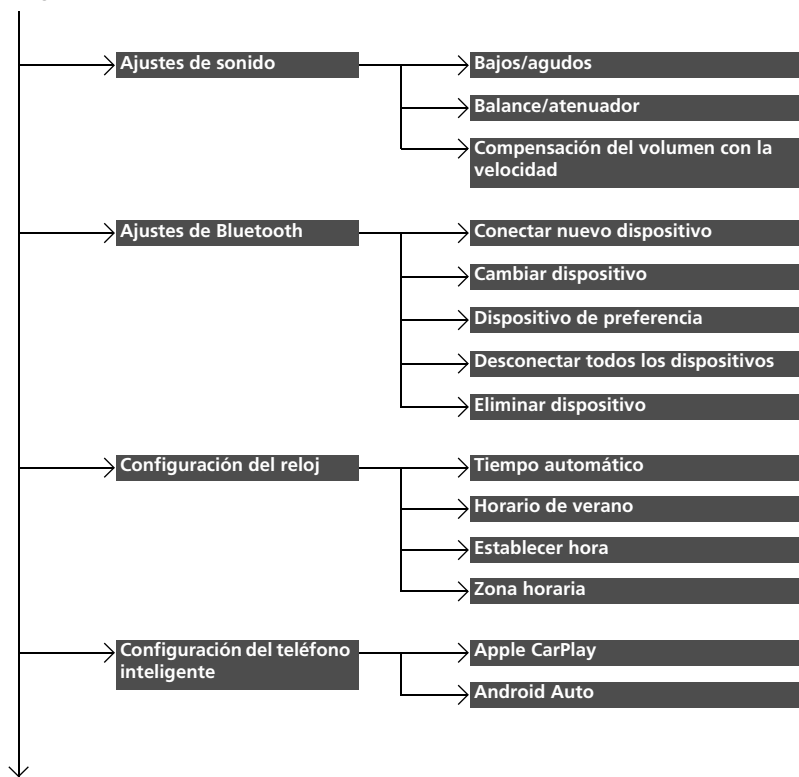 Ajustes de sonido
Bajos/agudos
Balance/atenuador
Compensación del volumen con la
velocidad
Ajustes de Bluetooth
Conectar nuevo dispositivo
Cambiar dispositivo
Dispositivo de preferencia
Desconectar todos los dispositivos
Eliminar dispositivo
Configuración del reloj
Tiempo automático
Horario de verano
Establecer hora
Zona horaria
Configuración del teléfono
inteligente
Apple CarPlay
Android Auto